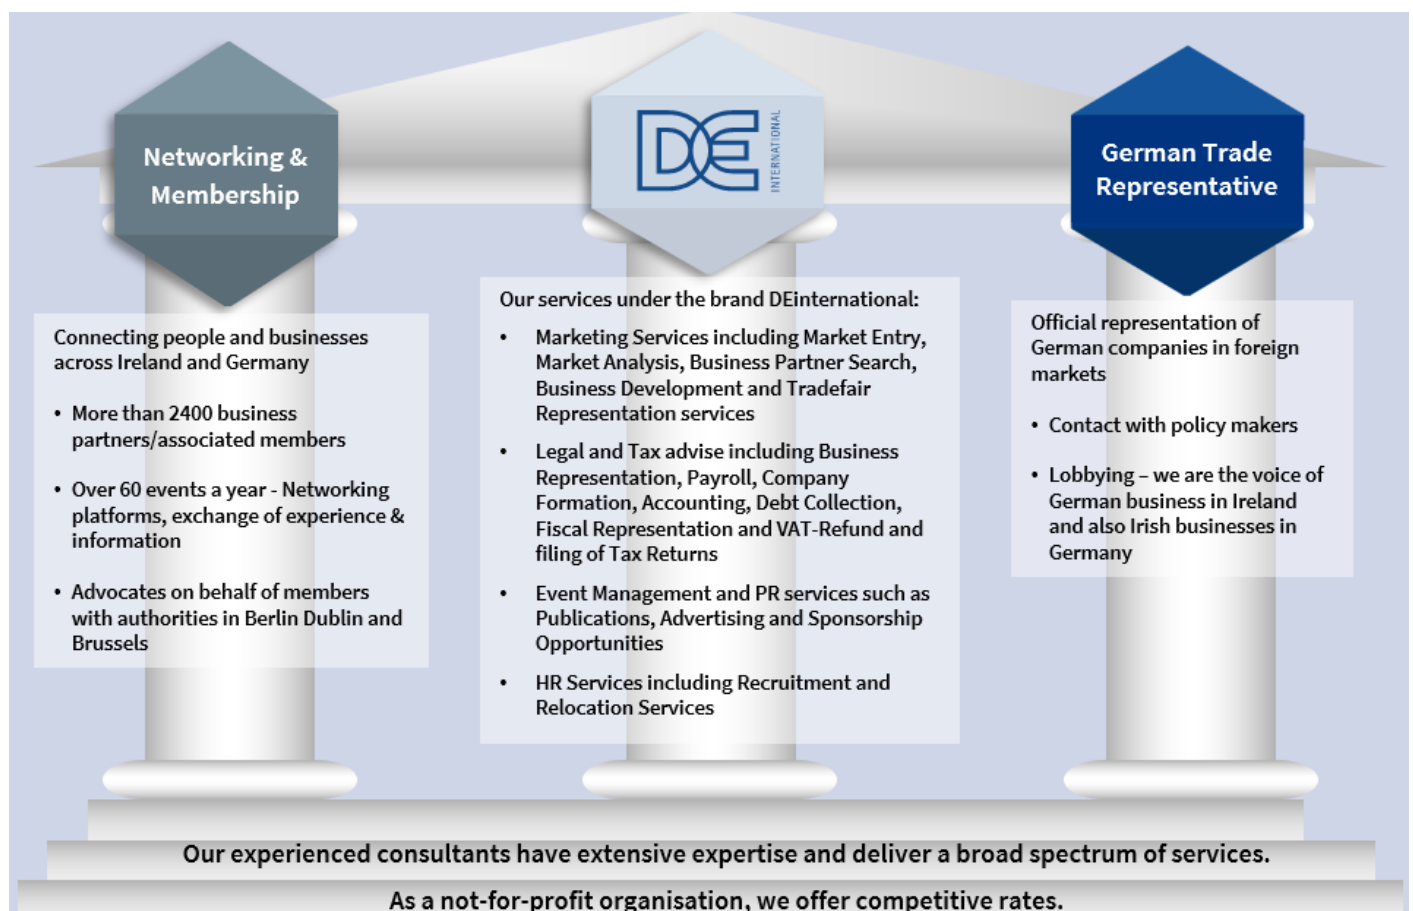 Networking &
Membership
Connecting people and businesses
across Ireland and Germany
• More than 2400 business
partners/associated members
• Over 60 events a year - Networking
platforms, exchange of experience &
information
• Advocates on behalf of members
with authorities in Berlin Dublin and
Brussels
DE
INTERNATIONAL
Our services under the brand DEinternational:
• Marketing Services including Market Entry,
Market Analysis, Business Partner Search,
Business Development and Tradefair
Representation services
• Legal and Tax advise including Business
Representation, Payroll, Company
Formation, Accounting, Debt Collection,
Fiscal Representation and VAT-Refund and
filing of Tax Returns
• Event Management and PR services such as
Publications, Advertising and Sponsorship
Opportunities
• HR Services including Recruitment and
Relocation Services
German Trade
Representative
Official representation of
German companies in foreign
markets
• Contact with policy makers
• Lobbying – we are the voice of
German business in Ireland
and also Irish businesses in
Germany
Our experienced consultants have extensive expertise and deliver a broad spectrum of services.
As a not-for-profit organisation, we offer competitive rates.